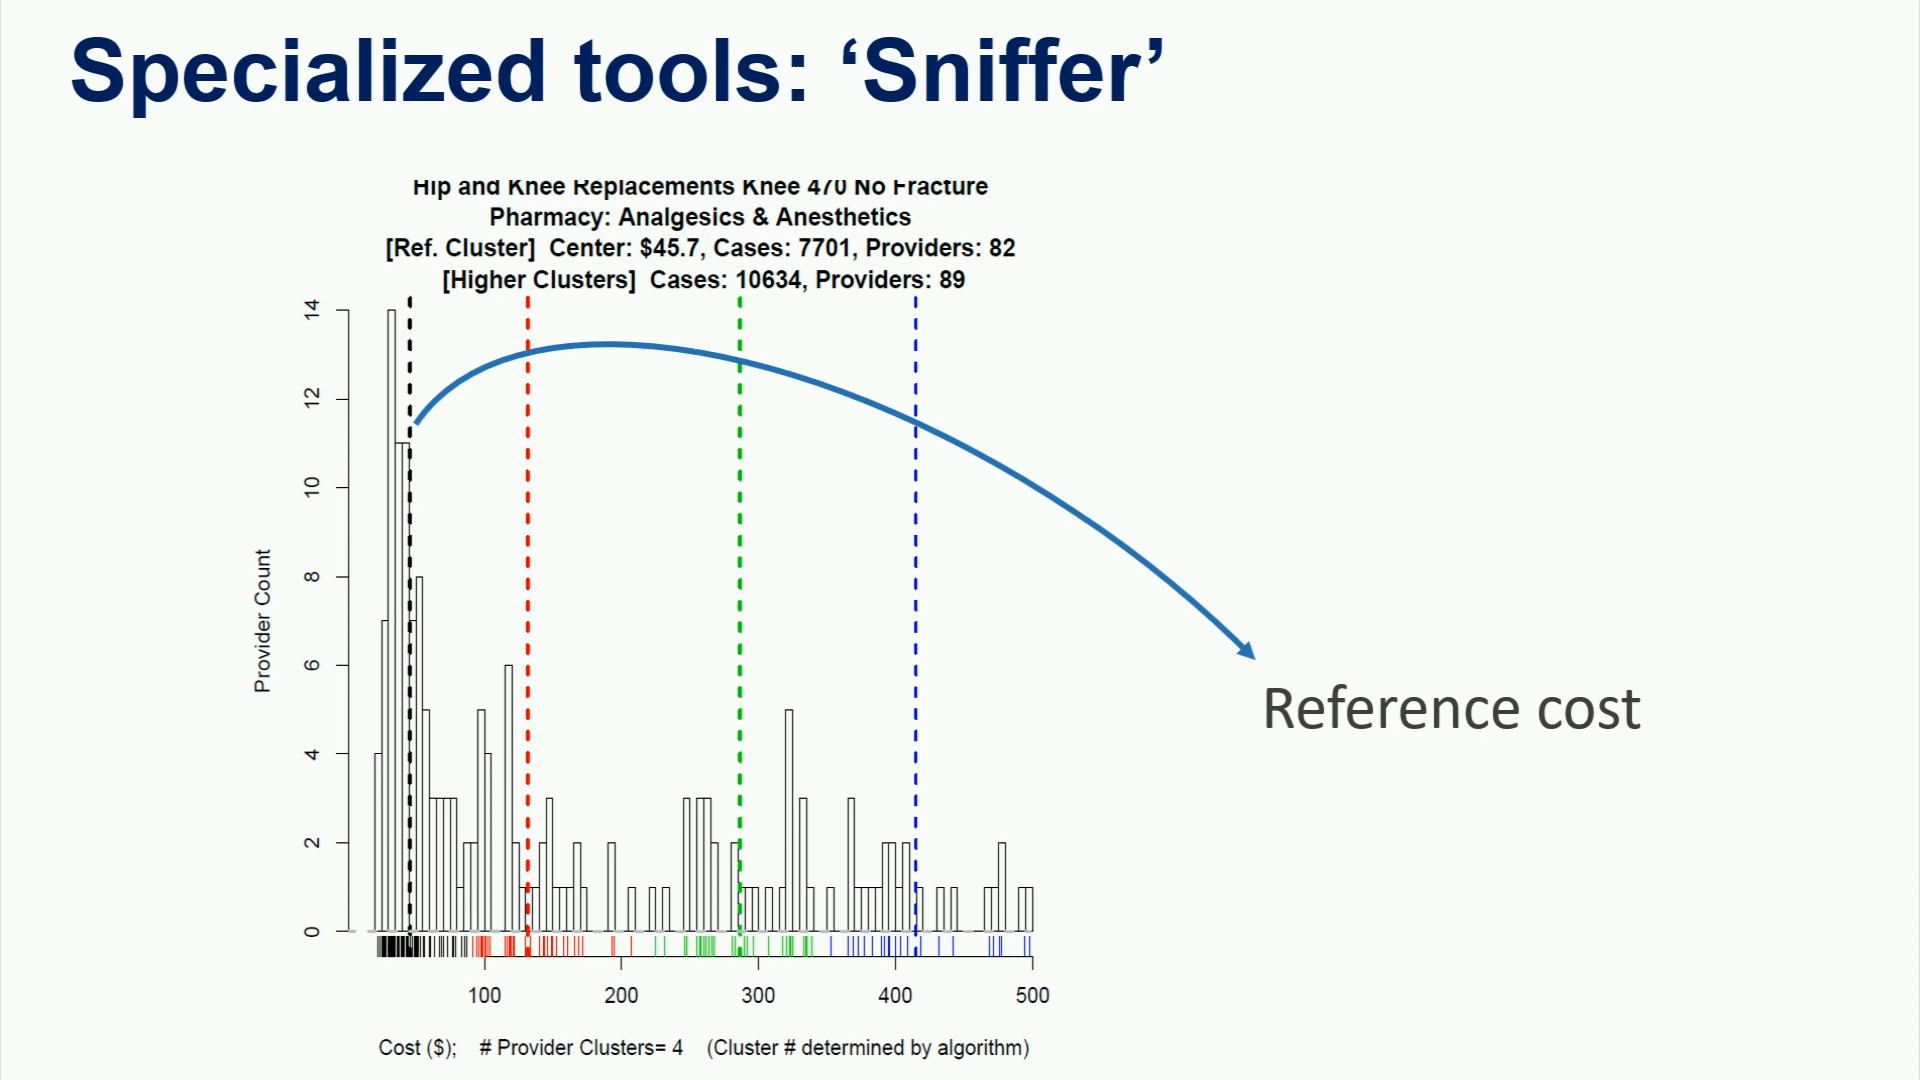 Specialized tools: ‘Sniffer’
Hip and Knee Replacements Knee 470 No Fracture
Pharmacy: Analgesics & Anesthetics
[Ref. Cluster] Center: $45.7, Cases: 7701, Providers: 82
[Higher Clusters] Cases: 10634, Providers: 89
14
12
10
8
6
4
2
0
Provider Count
Reference cost
100 200 300 400 500
Cost ($); # Provider Clusters= 4 (Cluster # determined by algorithm)